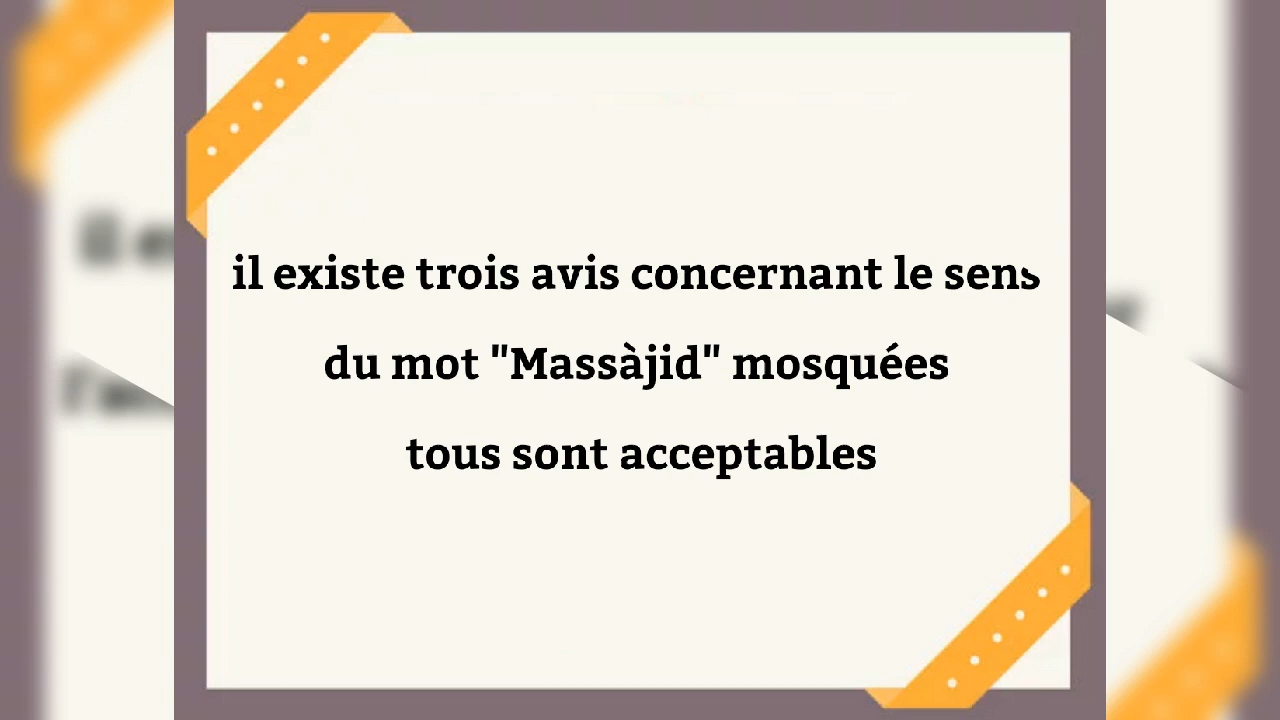 il existe trois avis concernant le sens
du mot "Massàjid" mosquées
tous sont acceptables